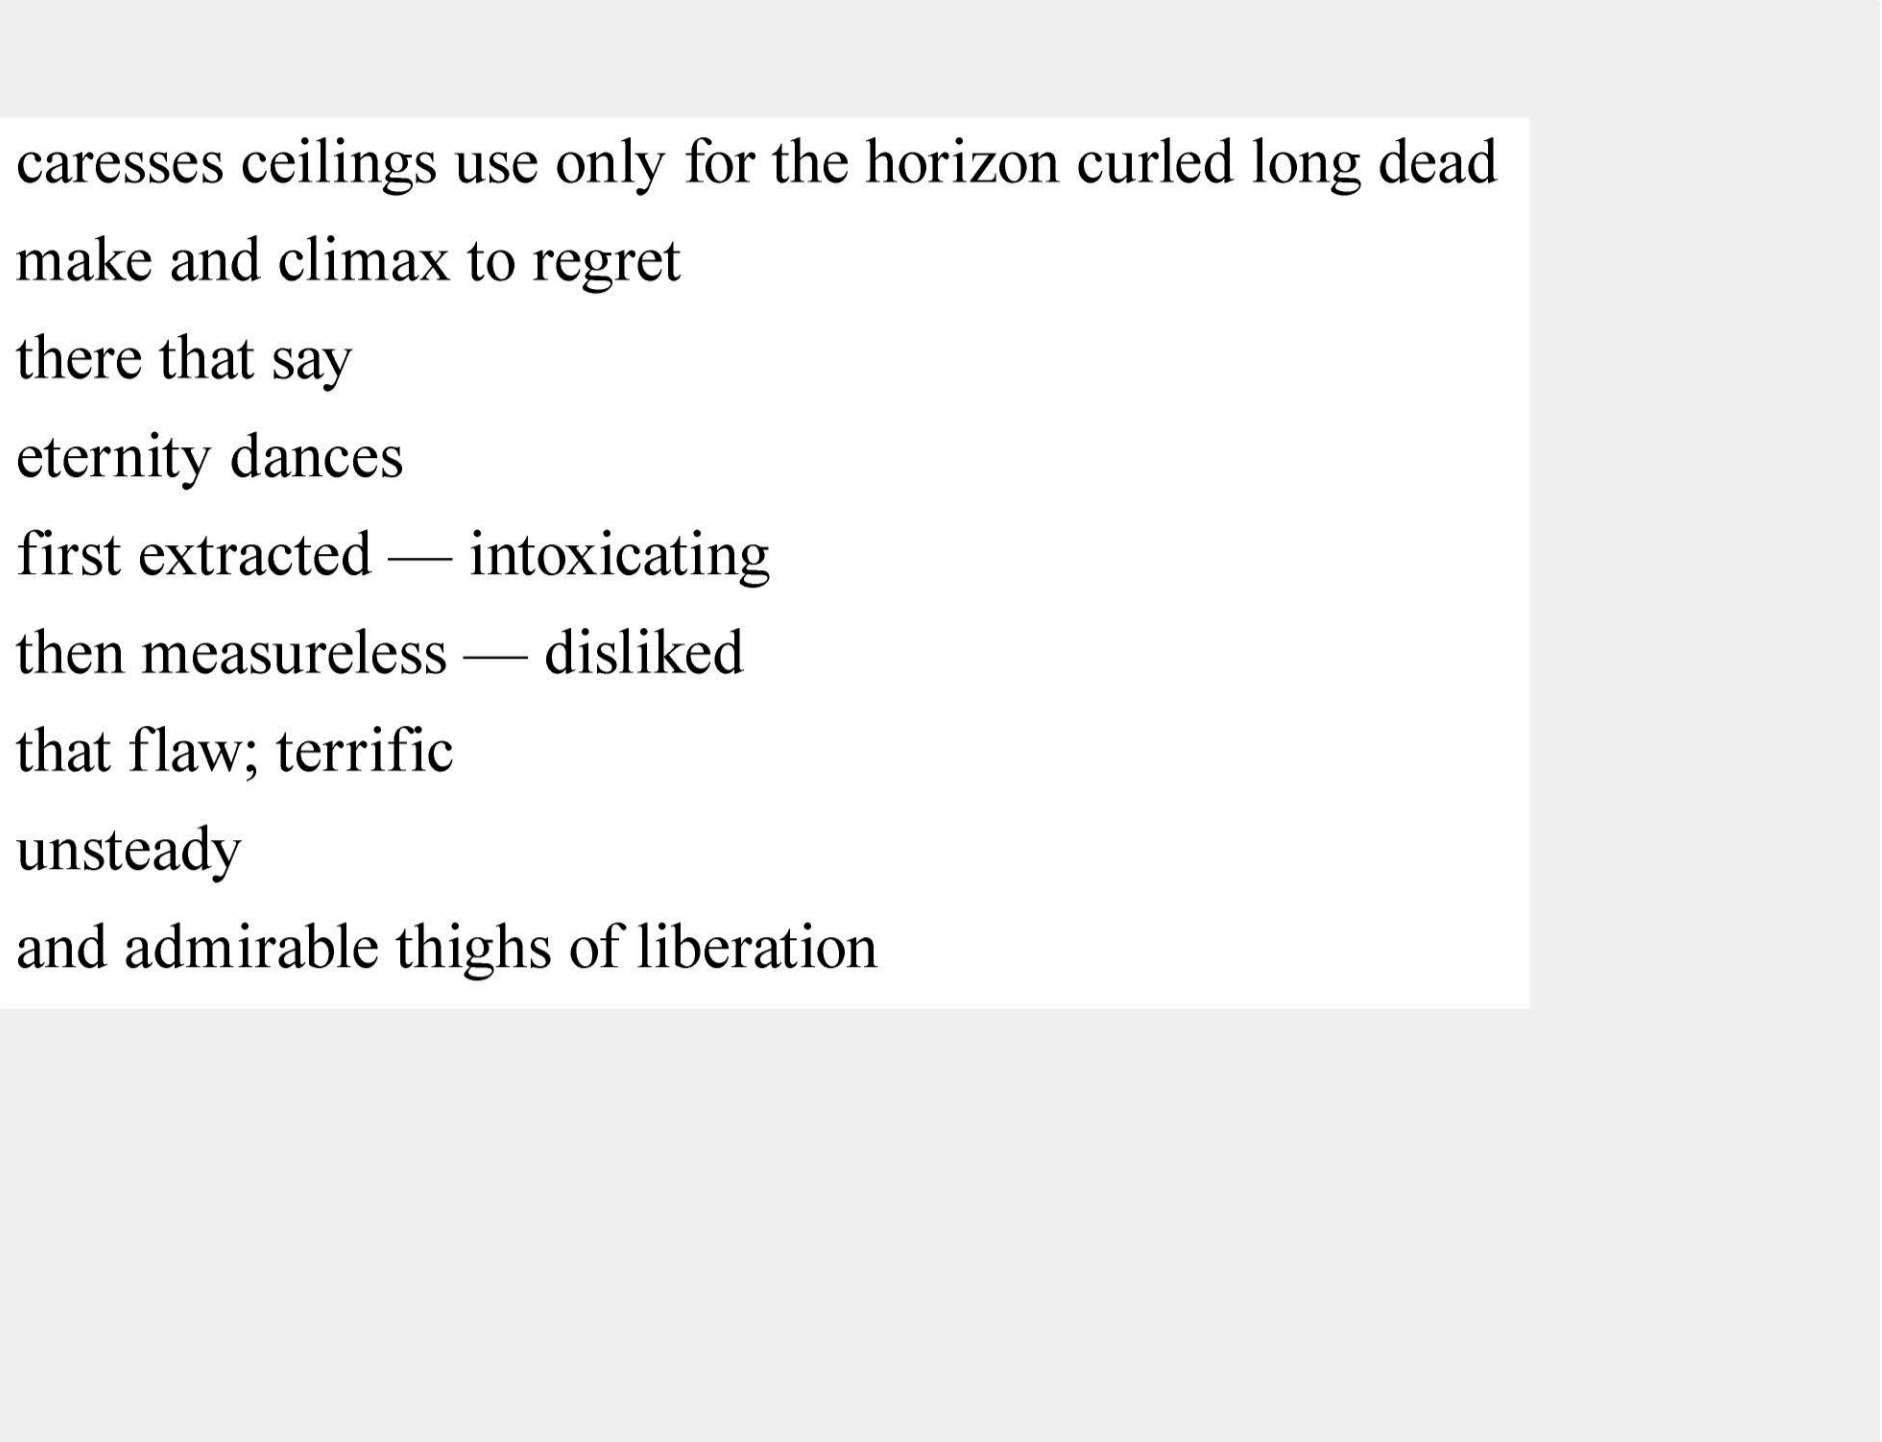 caresses ceilings use only for the horizon curled long dead
make and climax to regret
there that say
eternity dances
first extracted — intoxicating
then measureless — disliked
that flaw; terrific
unsteady
and admirable thighs of liberation